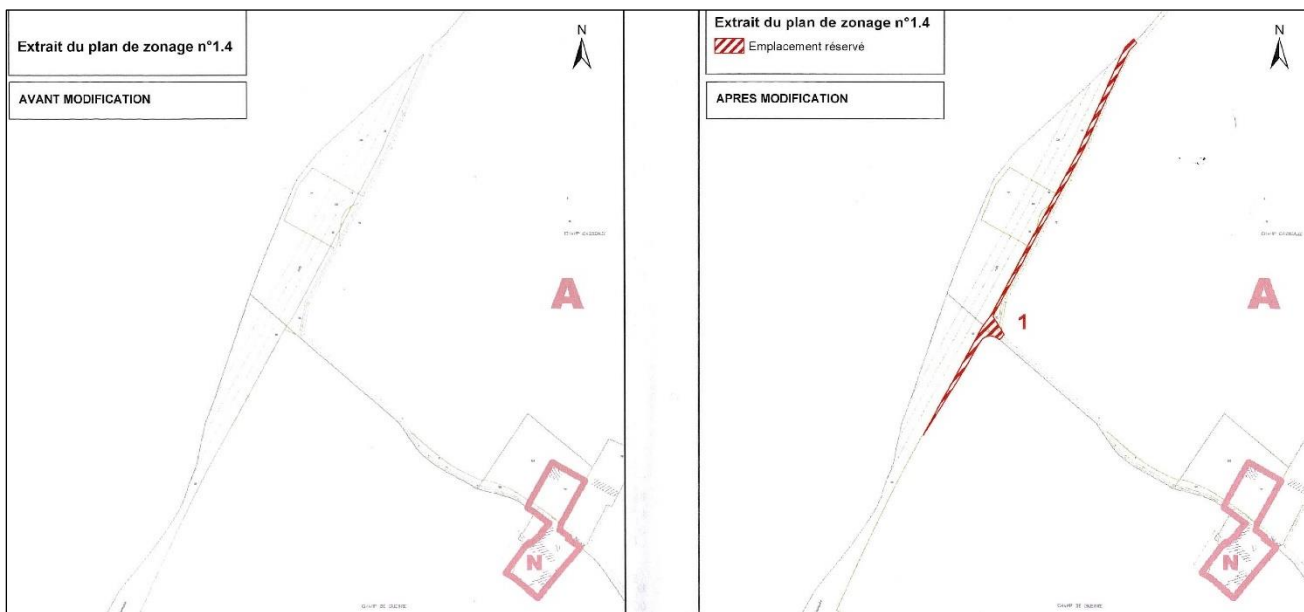 Extrait du plan de zonage n°1.4
AVANT MODIFICATION
N
A
N
Extrait du plan de zonage n°1.4
Emplacement réservé
APRES MODIFICATION
N
1
A
N